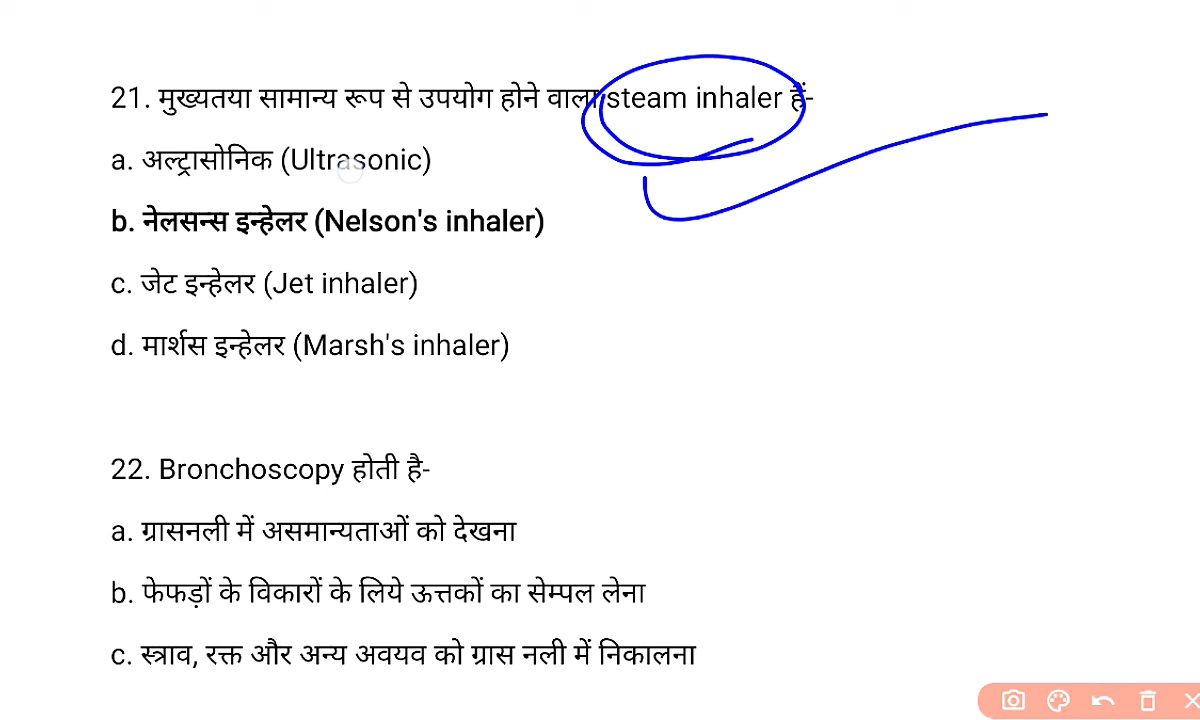 21. मुख्यतया सामान्य रूप से उपयोग होने वाला steam inhaler हैं-
a. अल्ट्रासोनिक (Ultrasonic)
b. नेलसन्स इन्हेलर (Nelson's inhaler)
c. जेट इन्हेलर (Jet inhaler)
d. मार्शस इन्हेलर (Marsh's inhaler)
22. Bronchoscopy होती है-
a. ग्रासनली में असमान्यताओं को देखना
b. फेफड़ों के विकारों के लिये ऊत्तकों का सेम्पल लेना
c. स्त्राव, रक्त और अन्य अवयव को ग्रास नली में निकालना